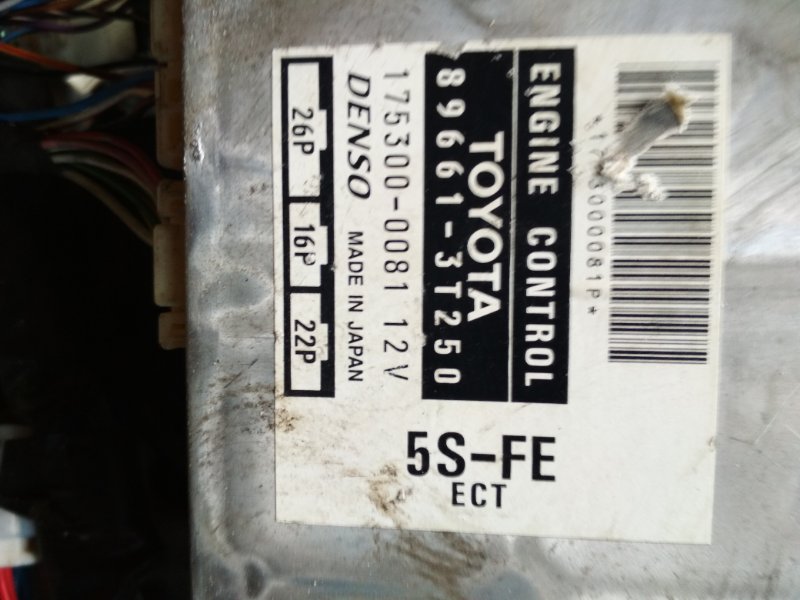 ENGINE CONTROL
TOYOTA
89661-3T250
175300-0081 12V
DENSO MADE IN JAPAN
26P 16P 22P
5S-FE
ECT